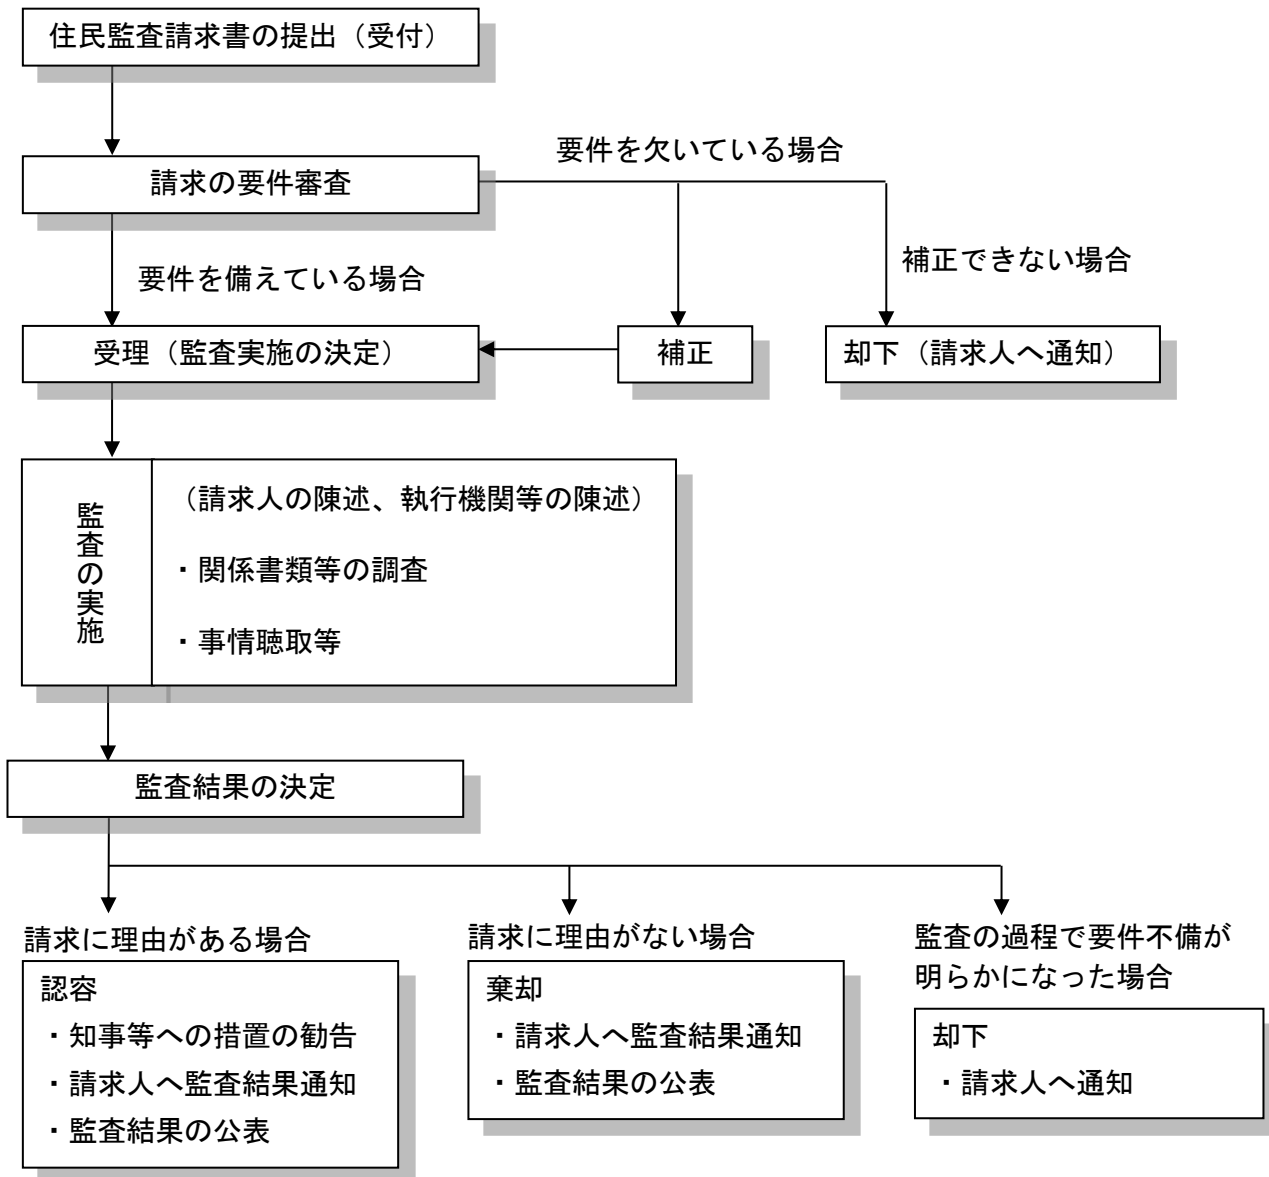 住民監査請求書の提出（受付）
要件を欠いている場合
請求の要件審査
補正できない場合
要件を備えている場合
受理（監査実施の決定）
補正
却下（請求人へ通知）
監査の実施
（請求人の陳述、執行機関等の陳述）
・関係書類等の調査
・事情聴取等
監査結果の決定
請求に理由がある場合
認容
・知事等への措置の勧告
・請求人へ監査結果通知
・監査結果の公表
請求に理由がない場合
棄却
・請求人へ監査結果通知
・監査結果の公表
監査の過程で要件不備が
明らかになった場合
却下
・請求人へ通知